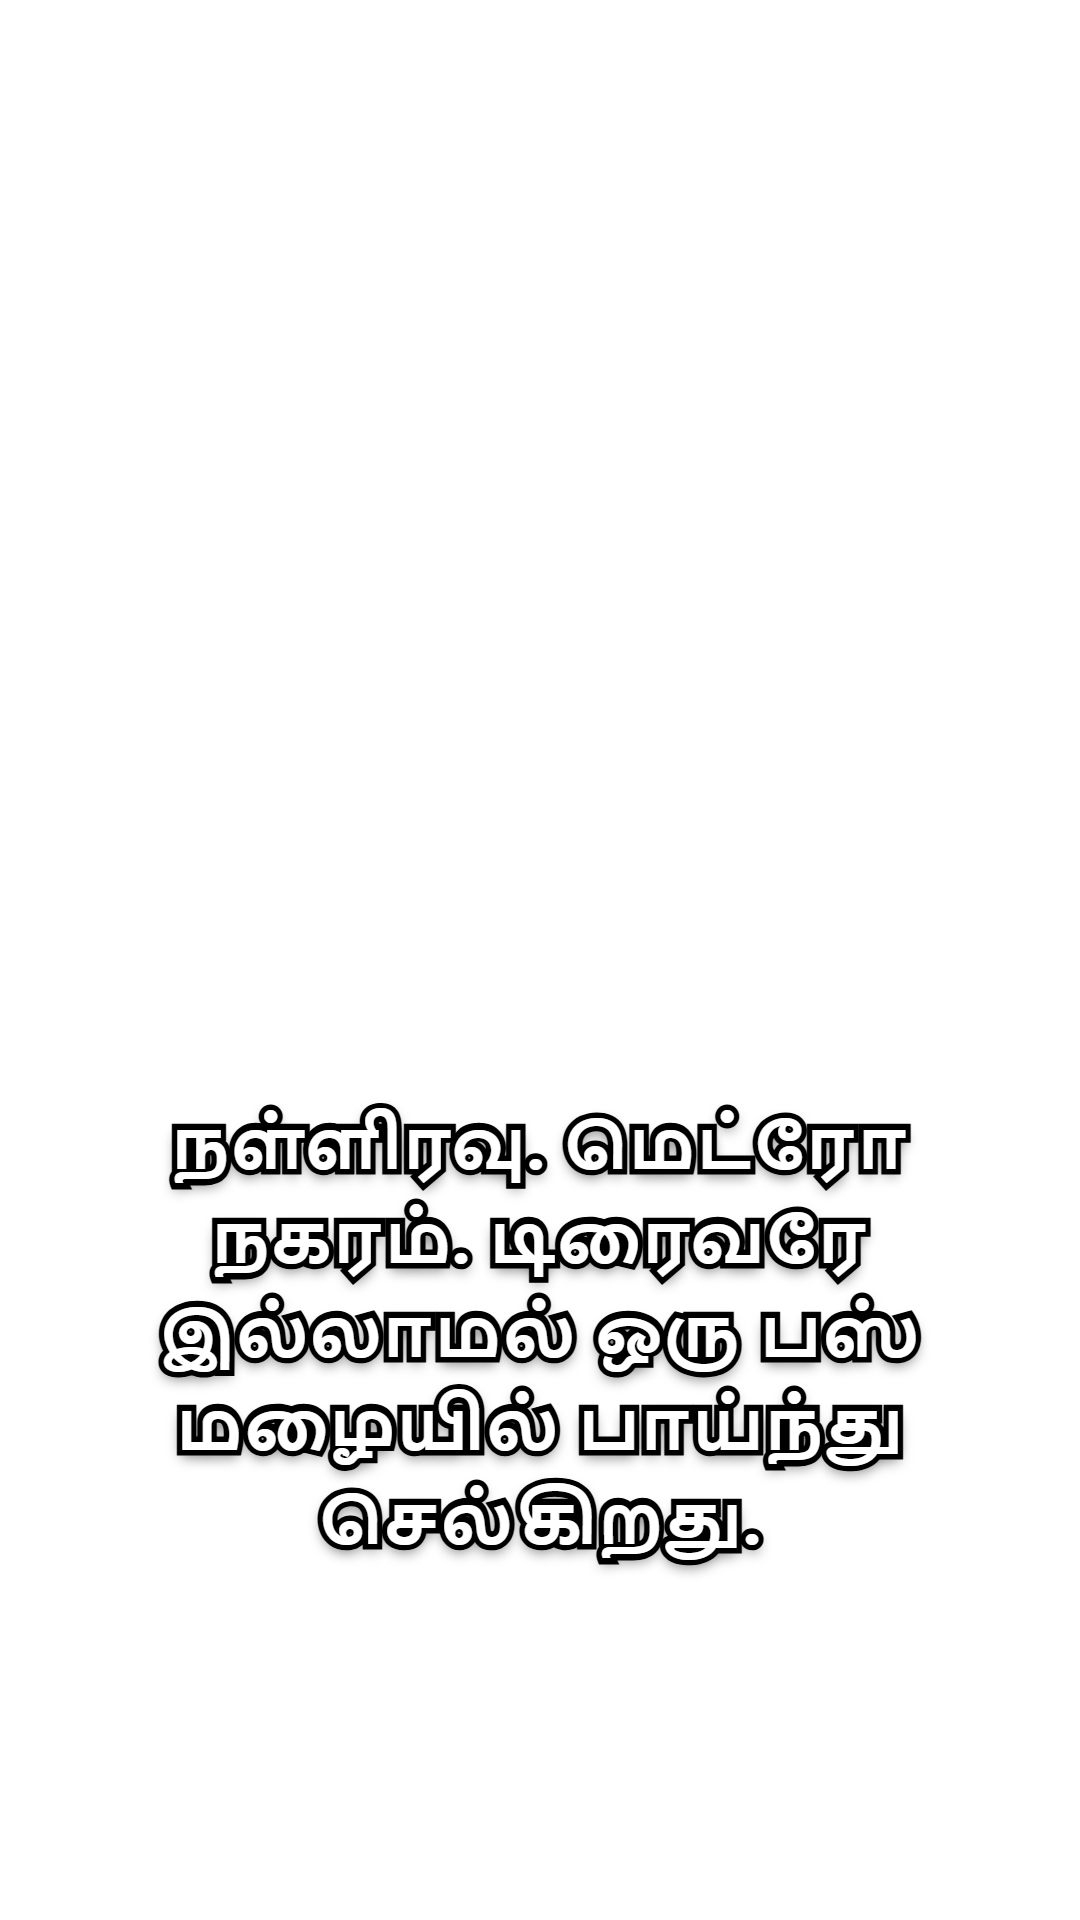 நள்ளிரவு. மெட்ரோ
நகரம். டிரைவரே
இல்லாமல் ஒரு பஸ்
மழையில் பாய்ந்து
செல்கிறது.